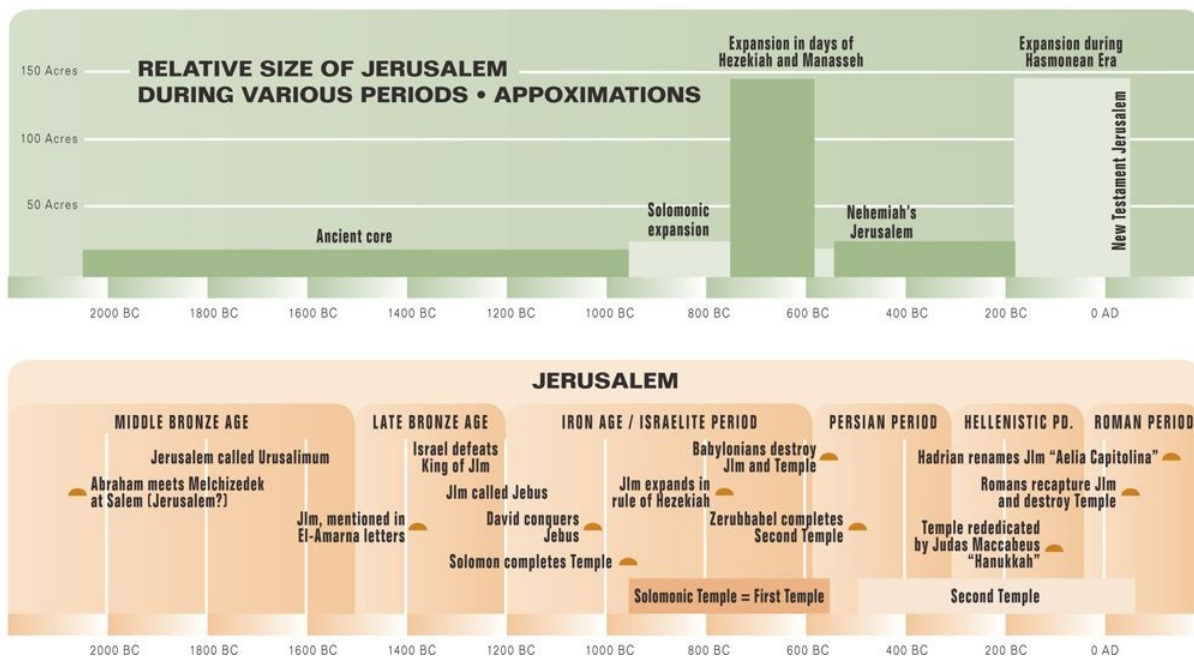 Expansion in days of
Hezekiah and Manasseh
Expansion during
Hasmonean Era
150 Acres
RELATIVE SIZE OF JERUSALEM
DURING VARIOUS PERIODS • APPOXIMATIONS
100 Acres
50 Acres
New Testament Jerusalem
Solomonic
expansion
Nehemiah's
Jerusalem
Ancient core
2000 BC 1800 BC 1600 BC 1400 BC 1200 BC 1000 BC 800 BC 600 BC 400 BC 200 BC 0 AD
JERUSALEM
MIDDLE BRONZE AGE LATE BRONZE AGE IRON AGE / ISRAELITE PERIOD PERSIAN PERIOD HELLENISTIC PD. ROMAN PERIOD
Jerusalem called Urusalimum
Abraham meets Melchizedek
at Salem (Jerusalem?)
Israel defeats
King of Jlm
Jlm called Jebus
Jlm, mentioned in
El-Amarna letters
David conquers
Jebus
Solomon completes Temple
Babylonians destroy
Jlm and Temple
Jlm expands in
rule of Hezekiah
Zerubbabel completes
Second Temple
Hadrian renames Jlm "Aelia Capitolina"
Romans recapture Jlm
and destroy Temple
Temple rededicated
by Judas Maccabeus
"Hanukkah"
Solomonic Temple = First Temple
Second Temple
2000 BC 1800 BC 1600 BC 1400 BC 1200 BC 1000 BC 800 BC 600 BC 400 BC 200 BC 0 AD